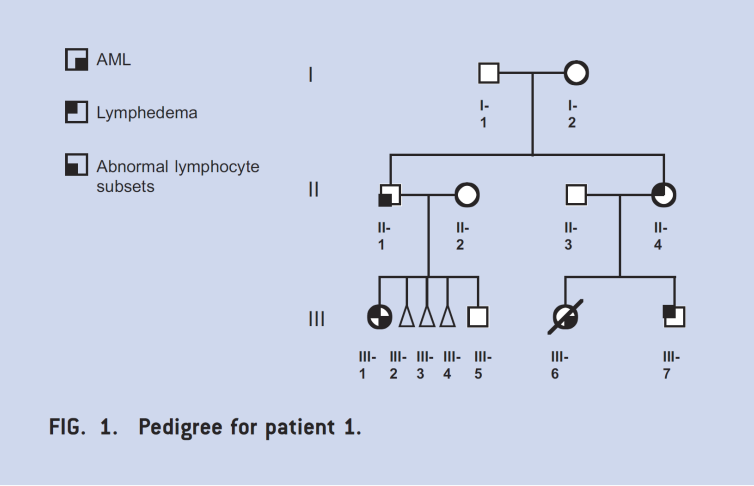 AML
Lymphedema
Abnormal lymphocyte
subsets
I
I-
1
I-
2
II
II-
1
II-
2
II-
3
II-
4
III
III-
1
III-
2
III-
3
III-
4
III-
5
III-
6
III-
7
FIG. 1. Pedigree for patient 1.